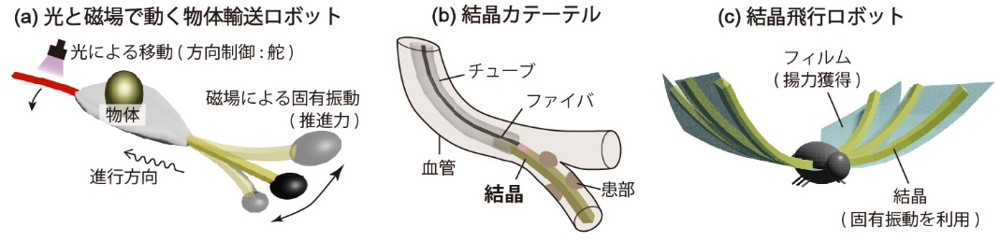 (a) 光と磁場で動く物体輸送ロボット
光による移動 ( 方向制御 : 舵 )
物体
磁場による固有振動
( 推進力 )
進行方向
(b) 結晶カテーテル
チューブ
ファイバ
血管
結晶
患部
(c) 結晶飛行ロボット
フィルム
( 揚力獲得 )
結晶
( 固有振動を利用 )